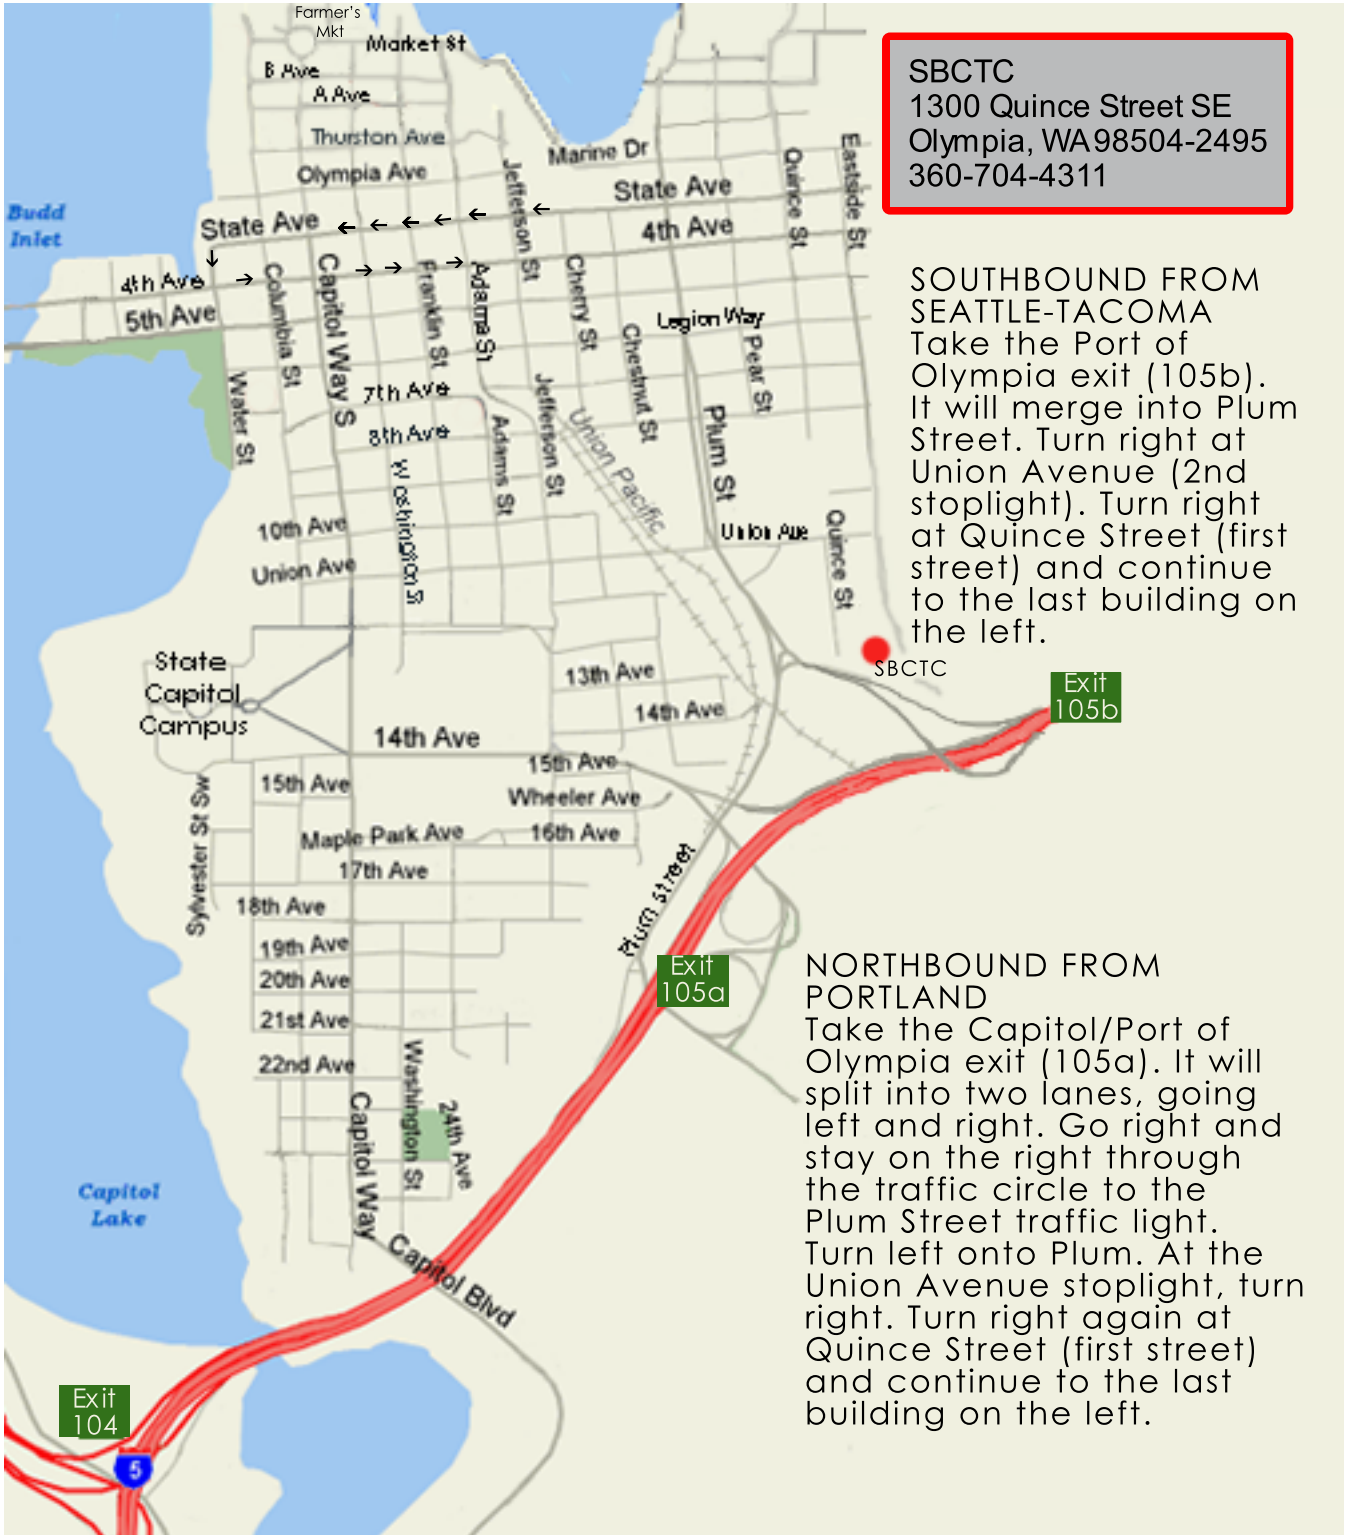 Farmer's
Mkt
Market St
B Ave
A Ave
Thurston Ave
Olympia Ave
Marine Dr
Jefferson St
Quince St
Eastside St
State Ave
State Ave
4th Ave
Budd
Inlet
4th Ave
5th Ave
Columbia St
Capitol Way S
Franklin St
Adams St
Cherry St
Legion Way
Chestnut St
Pear St
Water St
7th Ave
8th Ave
Jefferson St
Adams St
Union Pacific
Plum St
Washington S
10th Ave
Union Ave
Union Ave
Quince St
State
Capitol
Campus
13th Ave
14th Ave
14th Ave
SBCTC
Exit
105b
15th Ave
15th Ave
Wheeler Ave
Sylvester St Sw
Maple Park Ave
16th Ave
17th Ave
Plum street
18th Ave
19th Ave
20th Ave
21st Ave
22nd Ave
Exit
105a
Washington St
24th Ave
Capitol Way
Capitol Blvd
Capitol
Lake
Exit
104
5
SBCTC
1300 Quince Street SE
Olympia, WA 98504-2495
360-704-4311
SOUTHBOUND FROM
SEATTLE-TACOMA
Take the Port of
Olympia exit (105b).
It will merge into Plum
Street. Turn right at
Union Avenue (2nd
stoplight). Turn right
at Quince Street (first
street) and continue
to the last building on
the left.
NORTHBOUND FROM
PORTLAND
Take the Capitol/Port of
Olympia exit (105a). It will
split into two lanes, going
left and right. Go right and
stay on the right through
the traffic circle to the
Plum Street traffic light.
Turn left onto Plum. At the
Union Avenue stoplight, turn
right. Turn right again at
Quince Street (first street)
and continue to the last
building on the left.